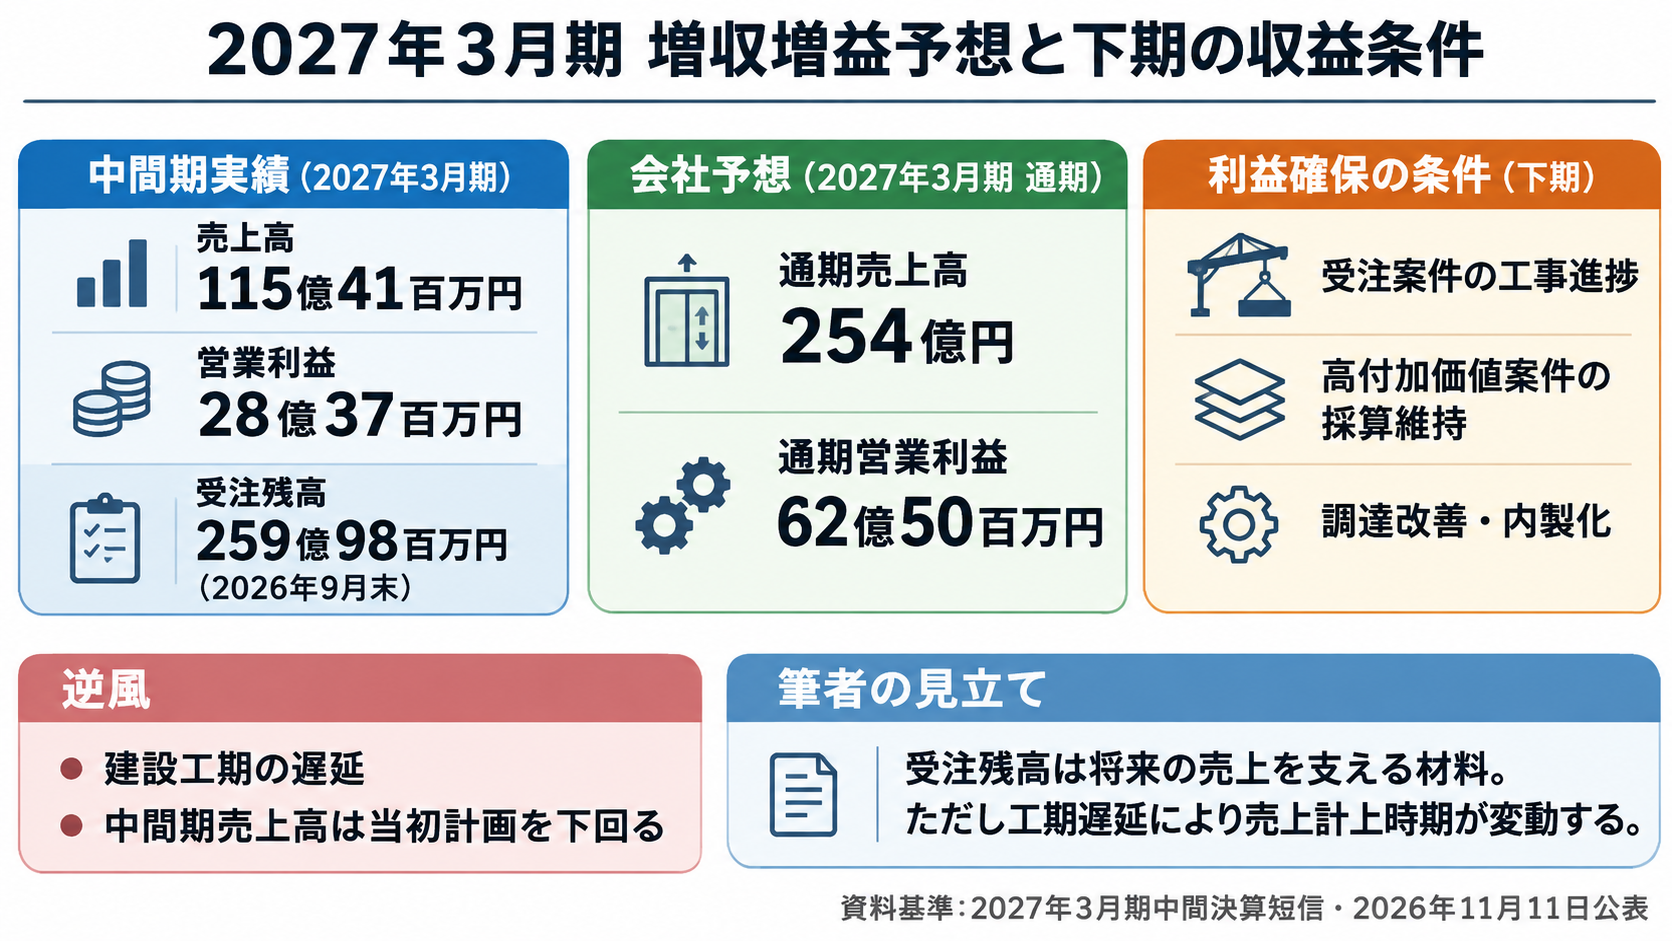 2027年3月期 増収増益予想と下期の収益条件
中間期実績（2027年3月期）
売上高
115億41百万円
営業利益
28億37百万円
受注残高
259億98百万円
（2026年9月末）
会社予想（2027年3月期 通期）
通期売上高
254億円
通期営業利益
62億50百万円
利益確保の条件（下期）
受注案件の工事進捗
高付加価値案件の
採算維持
調達改善・内製化
逆風
● 建設工期の遅延
● 中間期売上高は当初計画を下回る
筆者の見立て
受注残高は将来の売上を支える材料。
ただし工期遅延により売上計上時期が変動する。
資料基準：2027年3月期中間決算短信・2026年11月11日公表